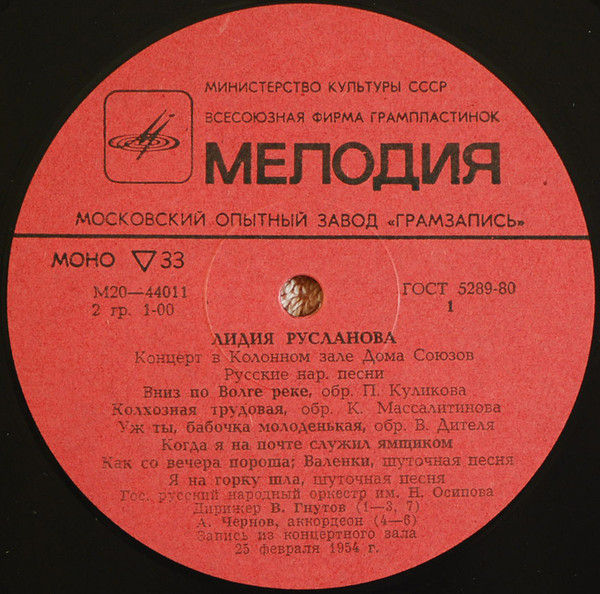 МИНИСТЕРСТВО КУЛЬТУРЫ СССР
ВСЕСОЮЗНАЯ ФИРМА ГРАМПЛАСТИНОК
МЕЛОДИЯ
МОСКОВСКИЙ ОПЫТНЫЙ ЗАВОД «ГРАМЗАПИСЬ»
МОНО ▽ 33
М20—44011
2 гр. 1-00
ГОСТ 5289-80
1
ЛИДИЯ РУСЛАНОВА
Концерт в Колонном зале Дома Союзов
Русские нар. песни
Вниз по Волге реке, обр. П. Куликова
Колхозная трудовая, обр. К. Массалитинова
Уж ты, бабочка молоденькая, обр. В. Дителя
Когда я на почте служил ямщиком
Как со вечера пороша; Валенки, шуточная песня
Я на горку шла, шуточная песня
Гос. русский народный оркестр им. Н. Осипова
Дирижер В. Гнутов (1—3, 7)
А. Чернов, аккордеон (4—6)
Запись из концертного зала
25 февраля 1954 г.